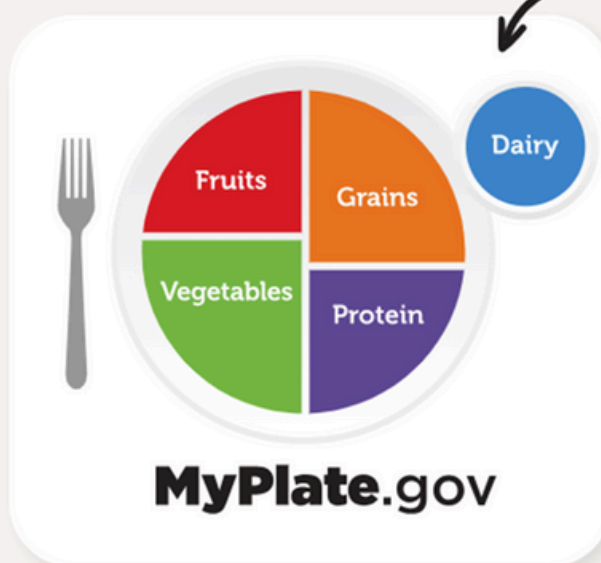 Dairy
Fruits
Grains
Vegetables
Protein
MyPlate.gov